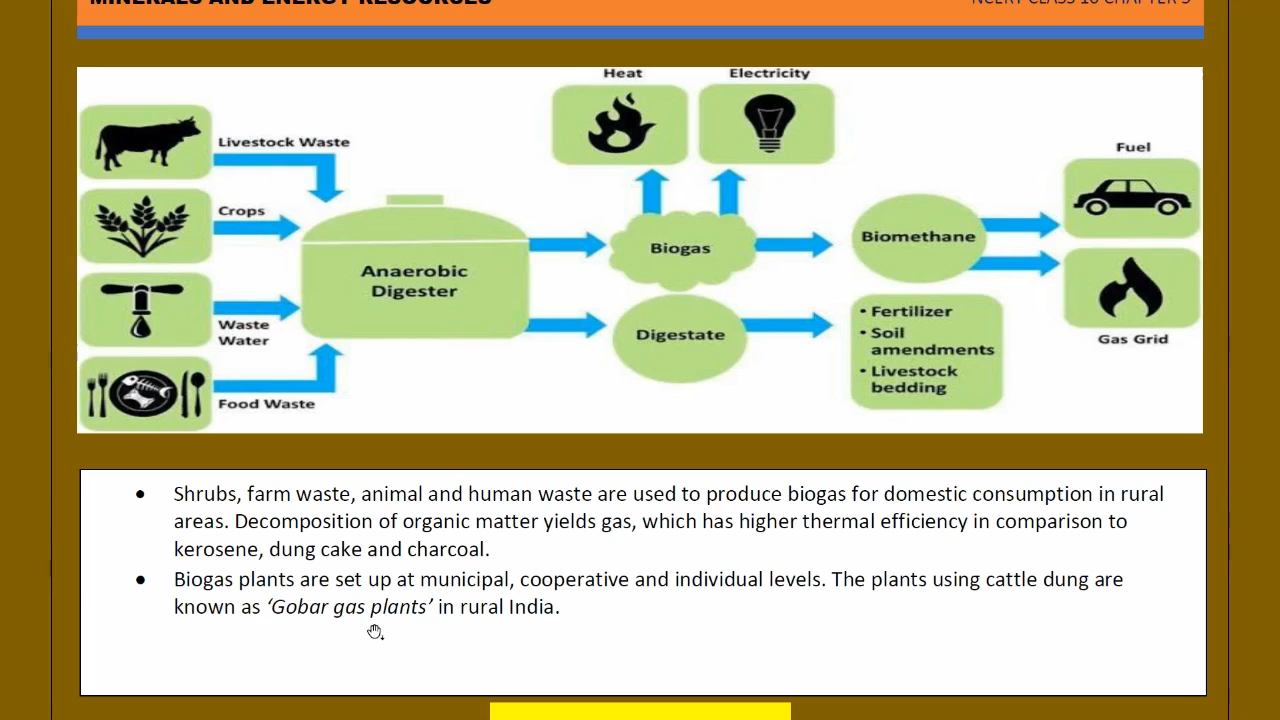 MINERALS AND ENERGY RESOURCES
NCERT CLASS 10 CHAPTER 5
Heat
Electricity
Livestock Waste
Fuel
Crops
Biogas
Biomethane
Anaerobic
Digester
Waste
Water
Digestate
• Fertilizer
• Soil
amendments
• Livestock
bedding
Gas Grid
Food Waste
• Shrubs, farm waste, animal and human waste are used to produce biogas for domestic consumption in rural
areas. Decomposition of organic matter yields gas, which has higher thermal efficiency in comparison to
kerosene, dung cake and charcoal.
• Biogas plants are set up at municipal, cooperative and individual levels. The plants using cattle dung are
known as ‘Gobar gas plants’ in rural India.